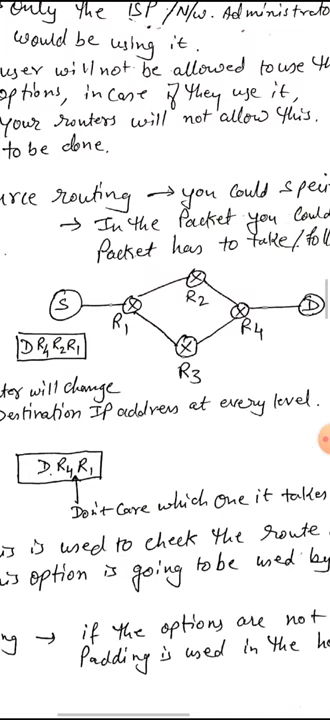 Only the ISP/N/w. Administrato
would be using it.
user will not be allowed to use th
options, in case if they use it,
your routers will not allow this.
to be done.
urce routing → you could speci
→ In the Packet you could
Packet has to take/foll
S
R1
R2
R3
R4
D
D R4 R2 R1
ter will change
Destination IP address at every level.
D. R4 R1
Don't Care which one it takes
is is used to check the route
is option is going to be used by
ng → if the options are not
Padding is used in the he